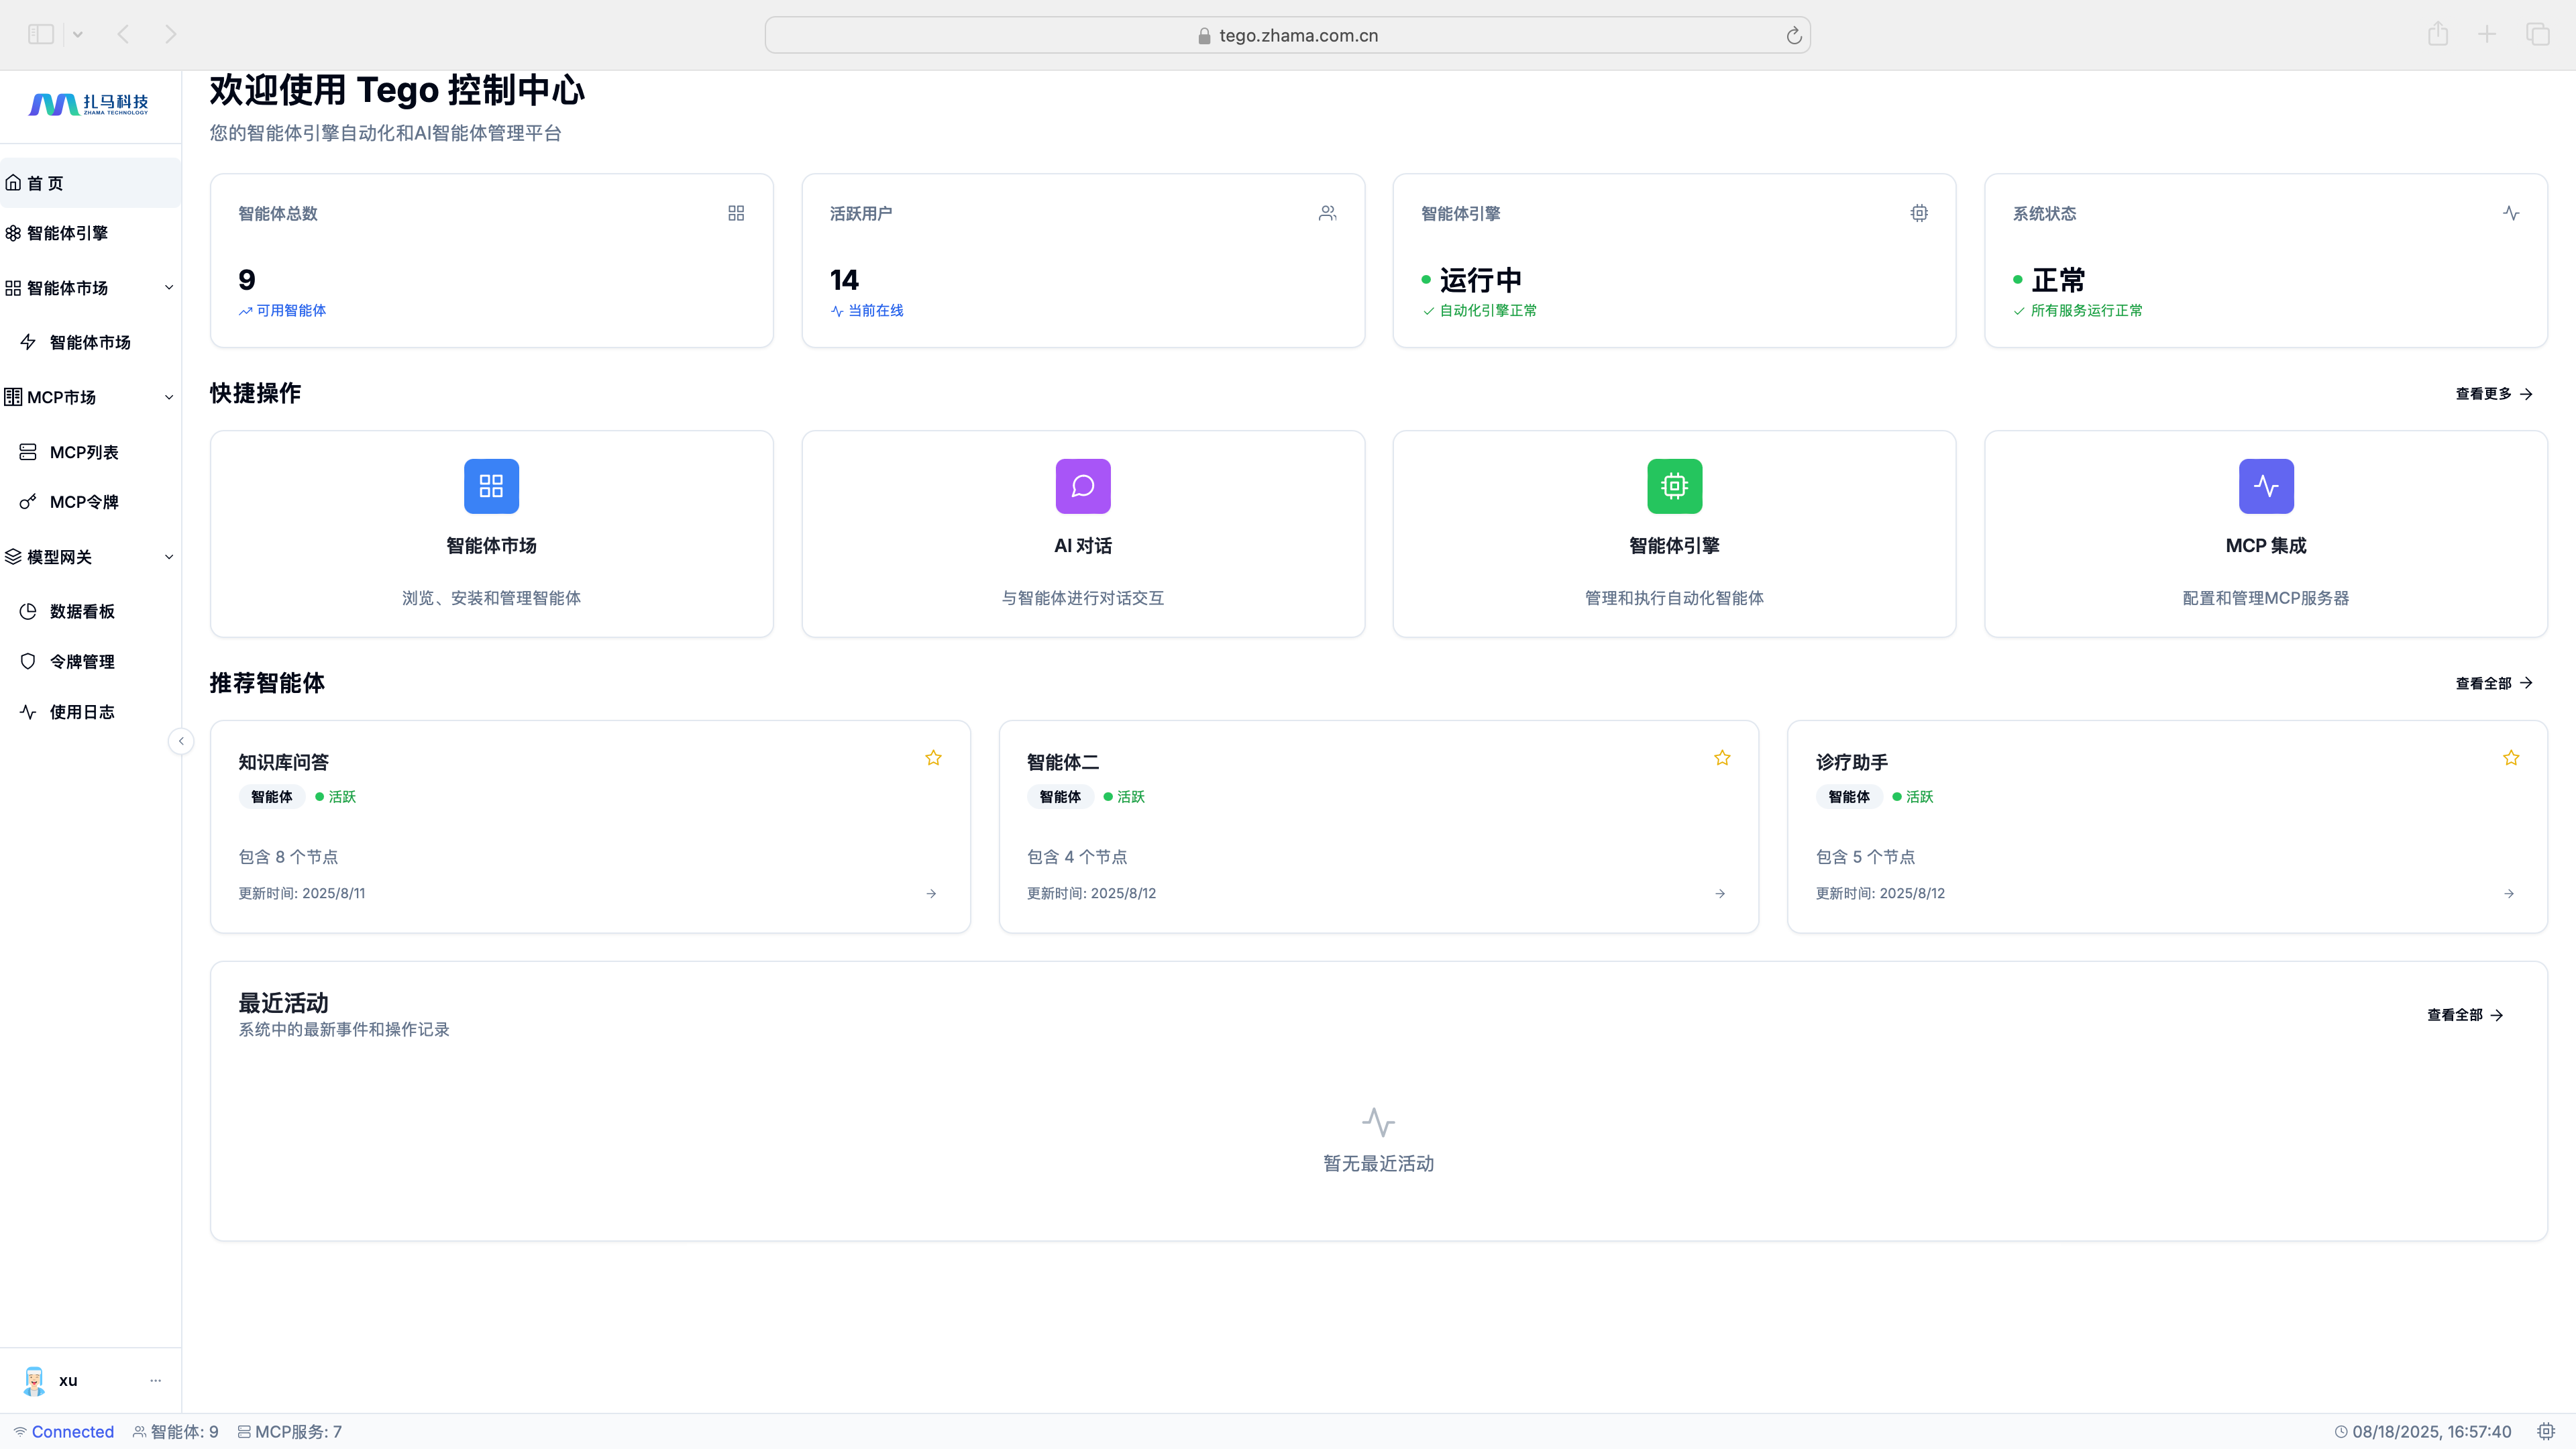 tego.zhama.com.cn
扎马科技
ZHAMA TECHNOLOGY
首 页
智能体引擎
智能体市场
智能体市场
MCP市场
MCP列表
MCP令牌
模型网关
数据看板
令牌管理
使用日志
xu
欢迎使用 Tego 控制中心
您的智能体引擎自动化和AI智能体管理平台
智能体总数
9
可用智能体
活跃用户
14
当前在线
智能体引擎
运行中
自动化引擎正常
系统状态
正常
所有服务运行正常
快捷操作
查看更多
智能体市场
浏览、安装和管理智能体
AI 对话
与智能体进行对话交互
智能体引擎
管理和执行自动化智能体
MCP 集成
配置和管理MCP服务器
推荐智能体
查看全部
知识库问答
智能体 活跃
包含 8 个节点
更新时间: 2025/8/11
智能体二
智能体 活跃
包含 4 个节点
更新时间: 2025/8/12
诊疗助手
智能体 活跃
包含 5 个节点
更新时间: 2025/8/12
最近活动
系统中的最新事件和操作记录
查看全部
暂无最近活动
Connected 智能体: 9 MCP服务: 7
08/18/2025, 16:57:40